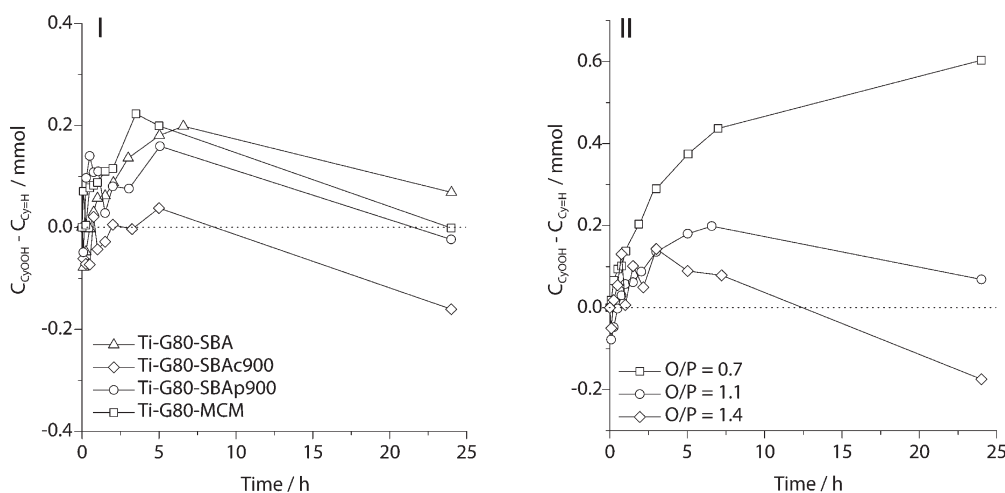 I
0.4
0.2
0.0
-0.2
-0.4
C_CyOOH - C_Cy=H / mmol
Ti-G80-SBA
Ti-G80-SBAc900
Ti-G80-SBAp900
Ti-G80-MCM
0 5 10 15 20 25
Time / h
II
0.6
0.4
0.2
0.0
-0.2
C_CyOOH - C_Cy=H / mmol
O/P = 0.7
O/P = 1.1
O/P = 1.4
0 5 10 15 20 25
Time / h